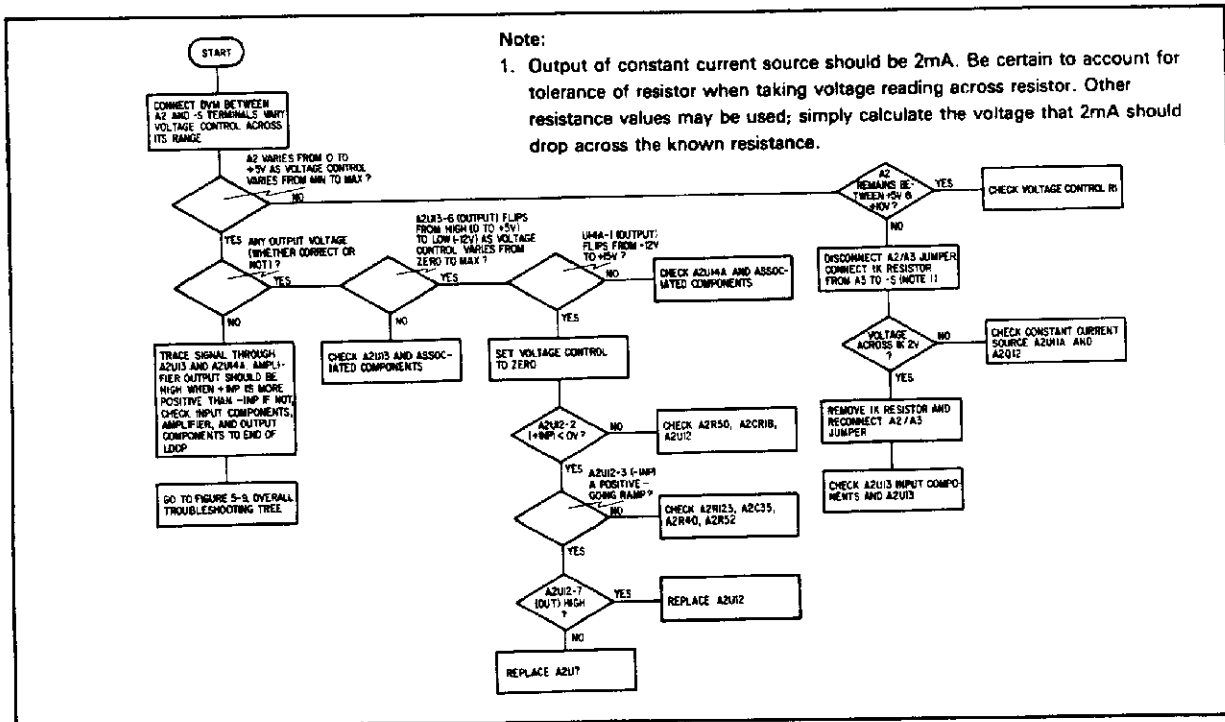 Note:
1. Output of constant current source should be 2mA. Be certain to account for
tolerance of resistor when taking voltage reading across resistor. Other
resistance values may be used; simply calculate the voltage that 2mA should
drop across the known resistance.
START
CONNECT DVM BETWEEN
A2 AND -S TERMINALS VARY
VOLTAGE CONTROL ACROSS
ITS RANGE
A2 VARIES FROM 0 TO
+5V AS VOLTAGE CONTROL
VARIES FROM MIN TO MAX?
NO
YES
A2
REMAINS BE-
TWEEN +5V &
+10V?
YES
CHECK VOLTAGE CONTROL R5
NO
DISCONNECT A2/A3 JUMPER
CONNECT 1K RESISTOR
FROM A3 TO -S (NOTE 1)
VOLTAGE
ACROSS 1K 2V
?
NO
CHECK CONSTANT CURRENT
SOURCE A2U11A AND
A2Q12
YES
REMOVE 1K RESISTOR AND
RECONNECT A2/A3
JUMPER
CHECK A2U13 INPUT COMPO-
NENTS AND A2U13
ANY OUTPUT VOLTAGE
(WHETHER CORRECT OR
NOT)?
YES
NO
TRACE SIGNAL THROUGH
A2U13 AND A2U14A, AMPLI-
FIER OUTPUT SHOULD BE
HIGH WHEN +INP IS MORE
POSITIVE THAN -INP IF NOT,
CHECK INPUT COMPONENTS,
AMPLIFIER, AND OUTPUT
COMPONENTS TO END OF
LOOP
GO TO FIGURE 5-9, OVERALL
TROUBLESHOOTING TREE
A2U13-6 (OUTPUT) FLIPS
FROM HIGH (0 TO +5V)
TO LOW (-12V) AS VOLTAGE
CONTROL VARIES FROM
ZERO TO MAX?
YES
NO
CHECK A2U13 AND ASSOC-
IATED COMPONENTS
U14A-1 (OUTPUT)
FLIPS FROM -12V
TO +15V?
NO
CHECK A2U14A AND ASSOC-
IATED COMPONENTS
YES
SET VOLTAGE CONTROL
TO ZERO
A2U12-2
(+INP) < 0V?
NO
CHECK A2R50, A2CR18,
A2U12
YES
A2U12-3 (-INP)
A POSITIVE-
GOING RAMP?
NO
CHECK A2R123, A2C35,
A2R40, A2R52
YES
A2U12-7
(OUT) HIGH
?
YES
REPLACE A2U12
NO
REPLACE A2U?